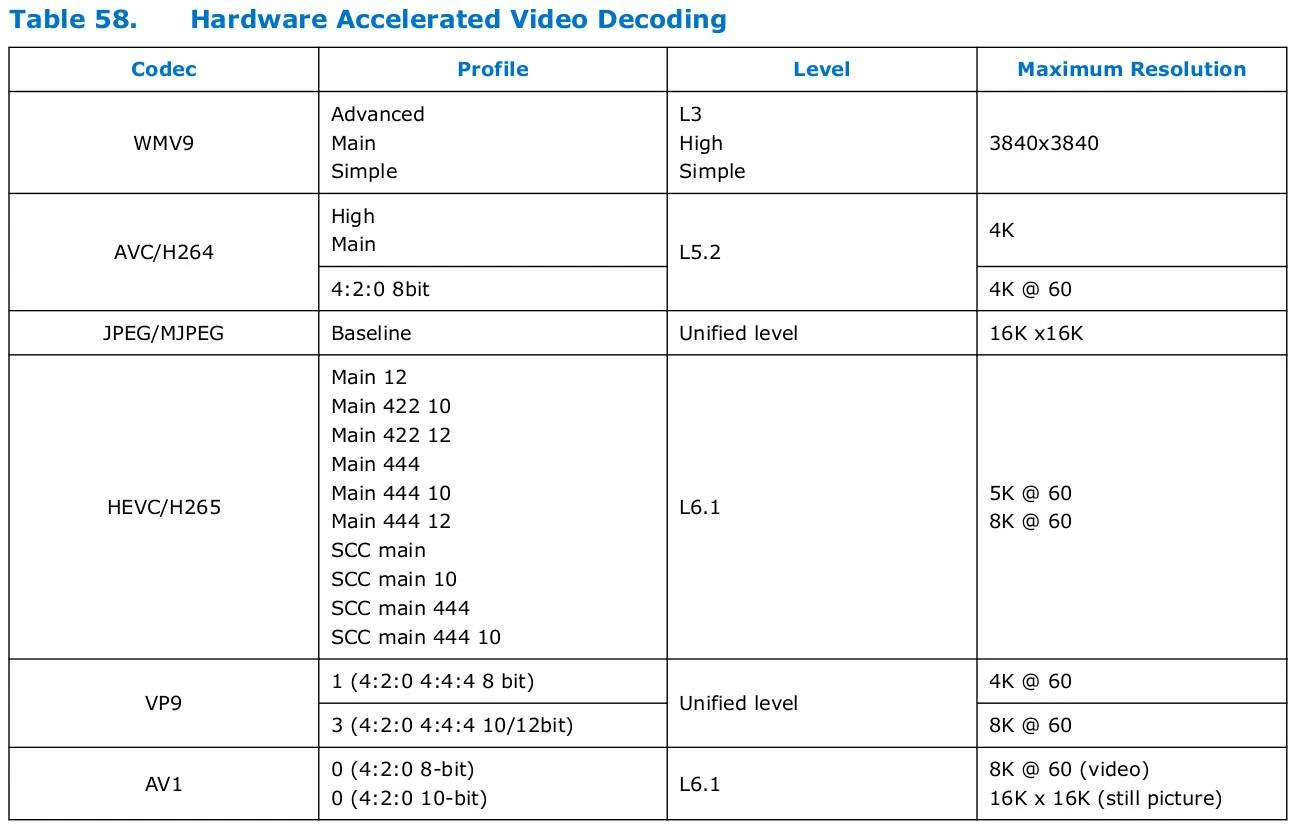 Table 58. Hardware Accelerated Video Decoding
Codec Profile Level Maximum Resolution
WMV9
Advanced
Main
Simple
L3
High
Simple
3840x3840
AVC/H264
High
Main
L5.2
4K
4:2:0 8bit
4K @ 60
JPEG/MJPEG Baseline Unified level 16K x16K
HEVC/H265
Main 12
Main 422 10
Main 422 12
Main 444
Main 444 10
Main 444 12
SCC main
SCC main 10
SCC main 444
SCC main 444 10
L6.1
5K @ 60
8K @ 60
VP9
1 (4:2:0 4:4:4 8 bit)
Unified level
4K @ 60
3 (4:2:0 4:4:4 10/12bit)
8K @ 60
AV1
0 (4:2:0 8-bit)
0 (4:2:0 10-bit)
L6.1
8K @ 60 (video)
16K x 16K (still picture)